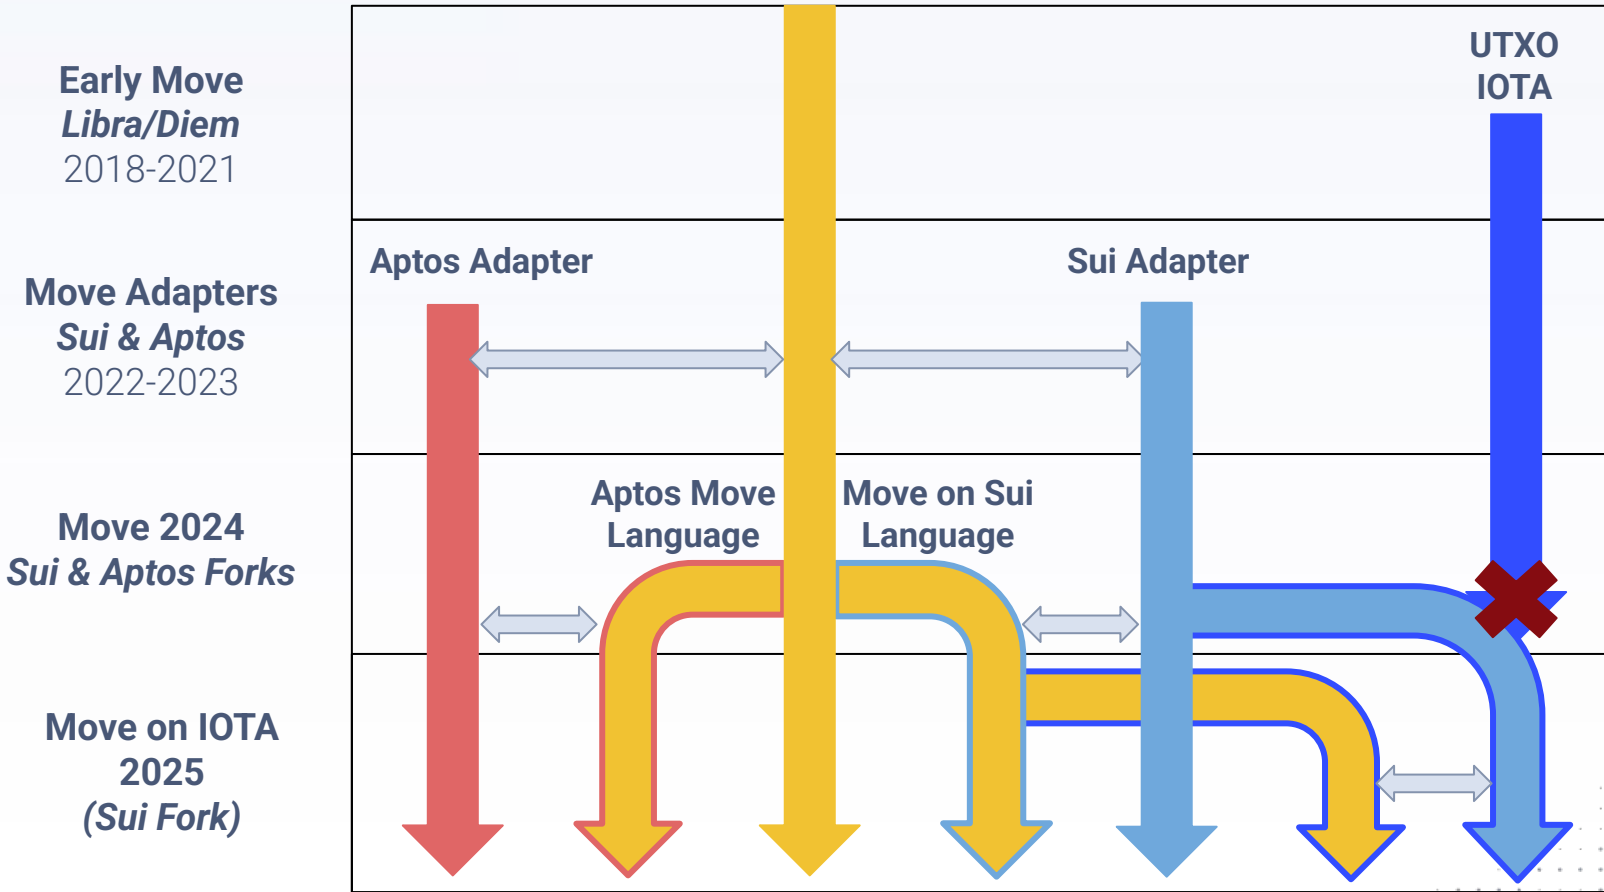 Early Move
Libra/Diem
2018-2021
UTXO
IOTA
Move Adapters
Sui & Aptos
2022-2023
Aptos Adapter
Sui Adapter
Move 2024
Sui & Aptos Forks
Aptos Move
Language
Move on Sui
Language
Move on IOTA
2025
(Sui Fork)